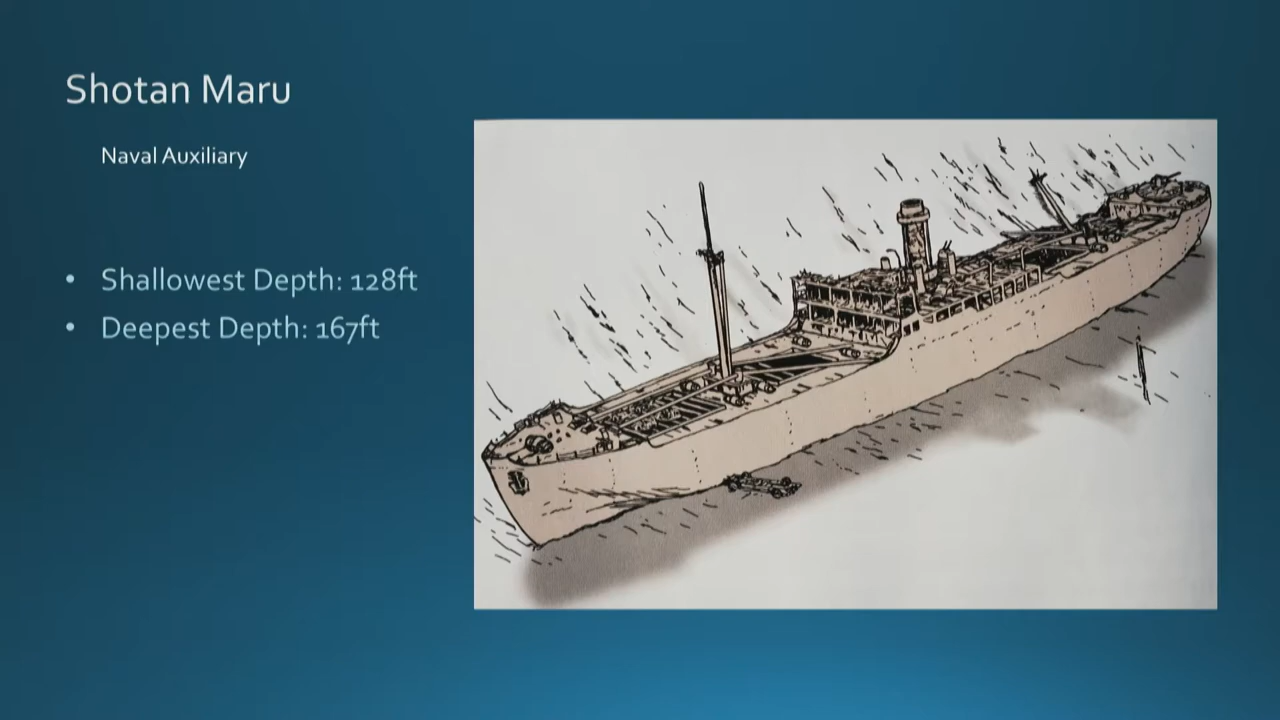 Shotan Maru
Naval Auxiliary
• Shallowest Depth: 128ft
• Deepest Depth: 167ft